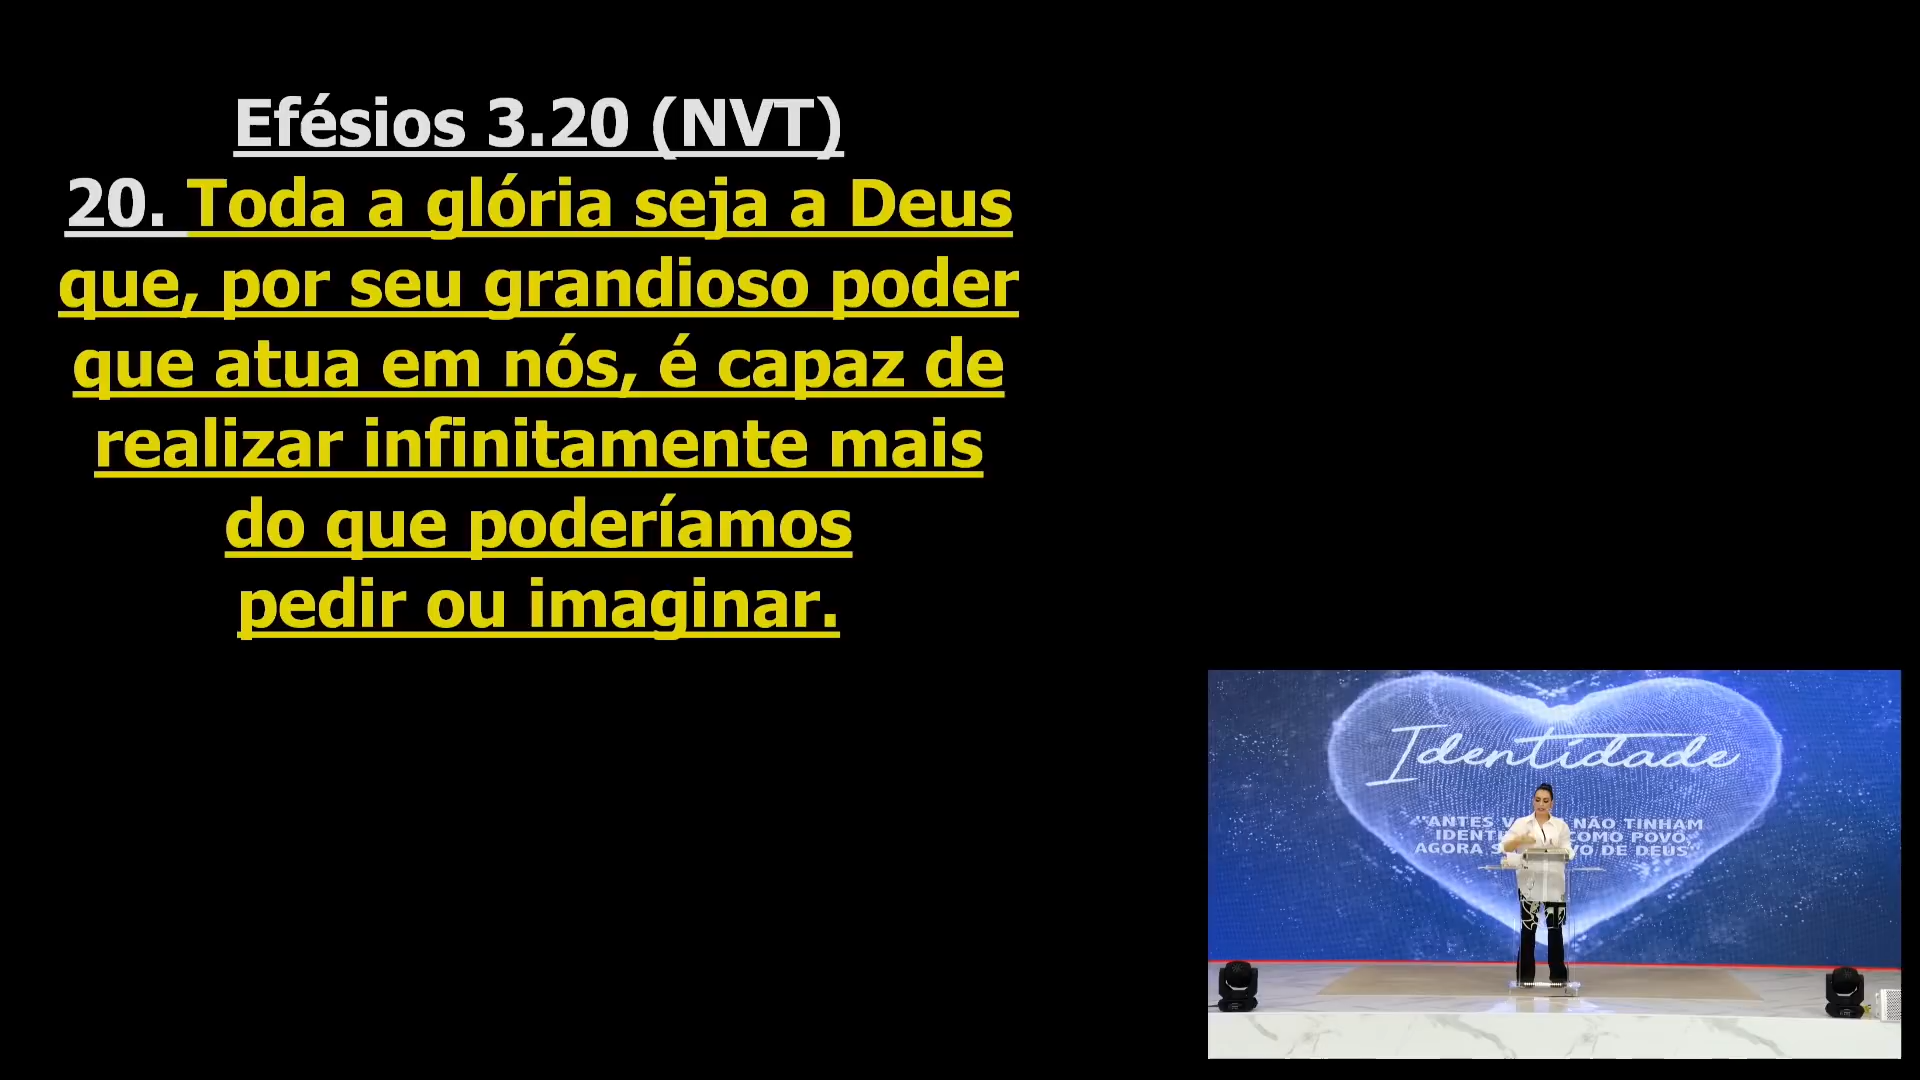 Efésios 3.20 (NVT)
20. Toda a glória seja a Deus
que, por seu grandioso poder
que atua em nós, é capaz de
realizar infinitamente mais
do que poderíamos
pedir ou imaginar.
Identidade
"ANTES NÃO TINHAM
COMO POVO,
AGORA DE DEUS"